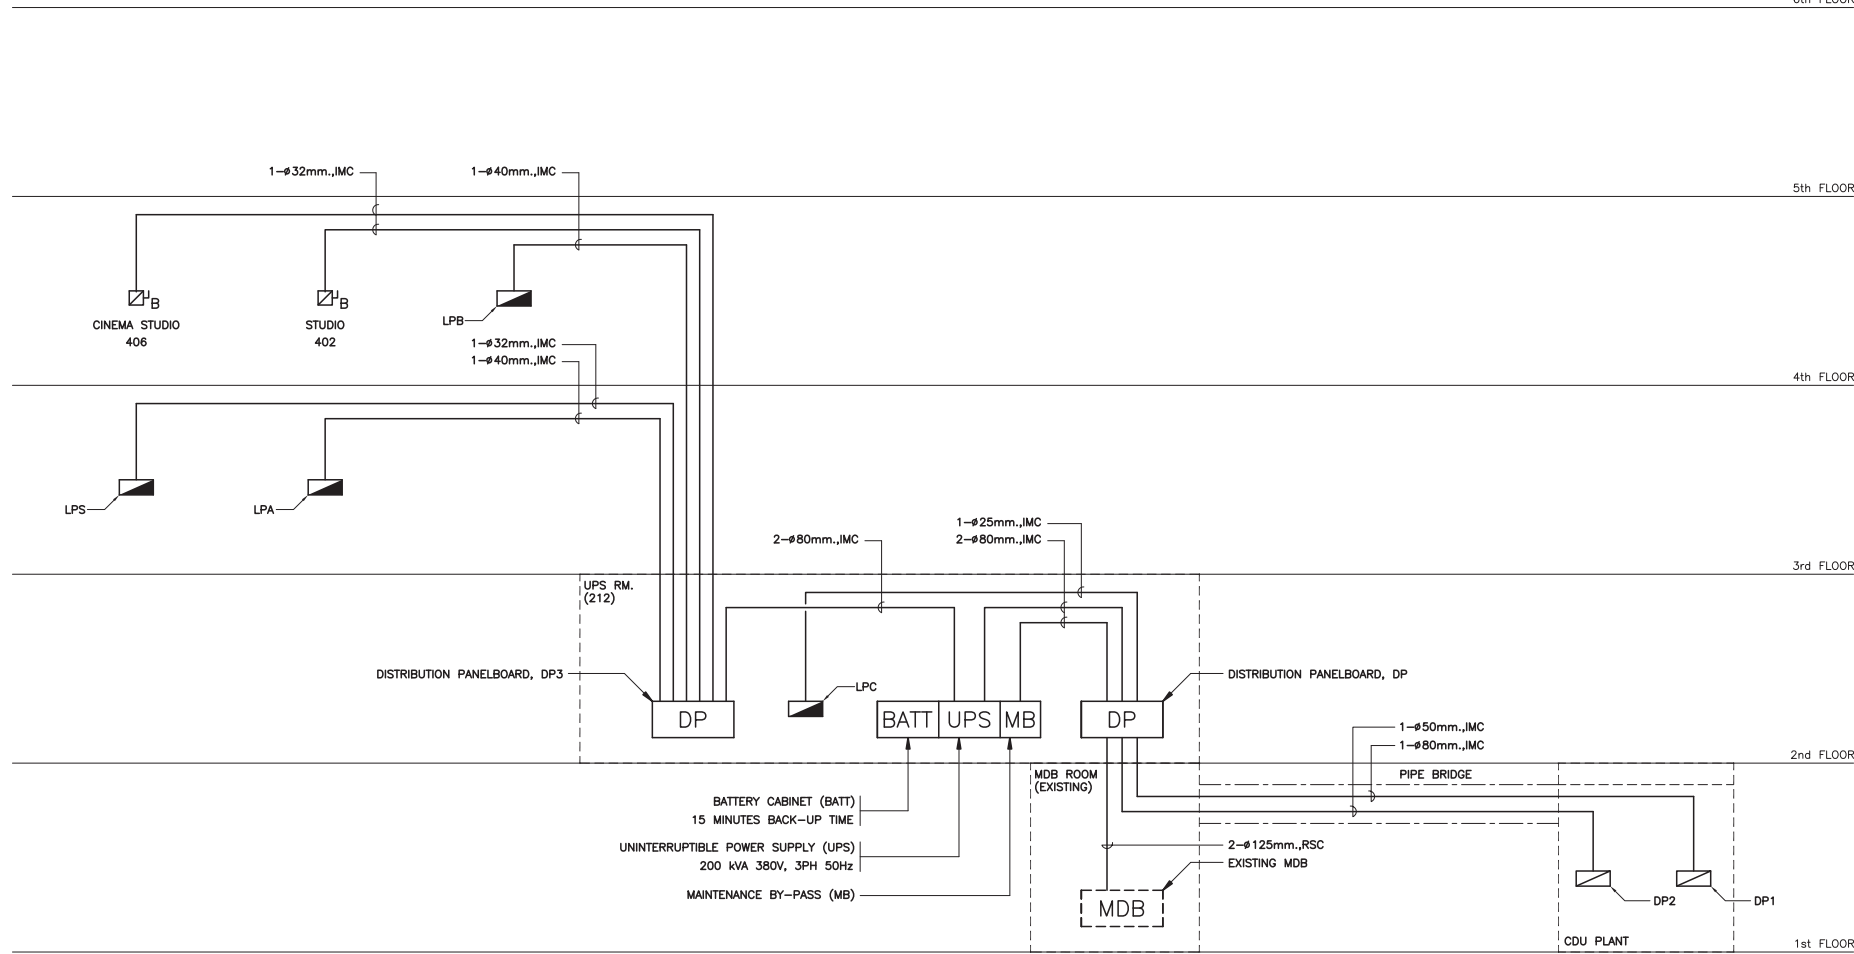 6th FLOOR
1-ø32mm.,IMC
1-ø40mm.,IMC
5th FLOOR
B
B
CINEMA STUDIO
406
STUDIO
402
LPB
1-ø32mm.,IMC
1-ø40mm.,IMC
4th FLOOR
LPS
LPA
1-ø25mm.,IMC
2-ø80mm.,IMC
2-ø80mm.,IMC
3rd FLOOR
UPS RM.
(212)
DISTRIBUTION PANELBOARD, DP3
LPC
DISTRIBUTION PANELBOARD, DP
DP
BATT
UPS
MB
DP
1-ø50mm.,IMC
1-ø80mm.,IMC
2nd FLOOR
MDB ROOM
(EXISTING)
PIPE BRIDGE
BATTERY CABINET (BATT)
15 MINUTES BACK-UP TIME
UNINTERRUPTIBLE POWER SUPPLY (UPS)
200 kVA 380V, 3PH 50Hz
2-ø125mm.,RSC
EXISTING MDB
MAINTENANCE BY-PASS (MB)
MDB
DP2
DP1
CDU PLANT
1st FLOOR